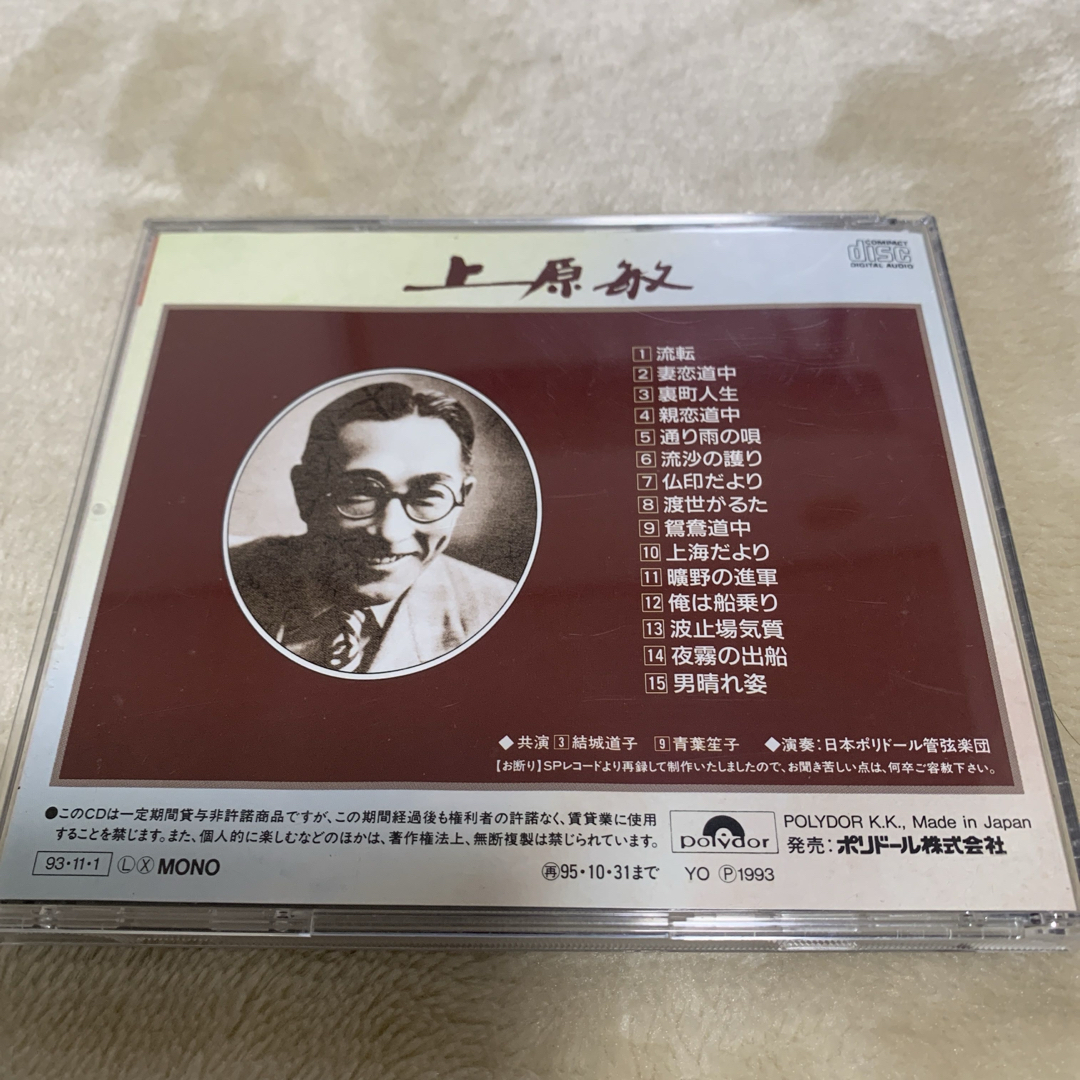 上原敏
COMPACT
disc
DIGITAL AUDIO
1 流転
2 妻恋道中
3 裏町人生
4 親恋道中
5 通り雨の唄
6 流沙の護り
7 仏印だより
8 渡世がるた
9 鴛鴦道中
10 上海だより
11 曠野の進軍
12 俺は船乗り
13 波止場気質
14 夜霧の出船
15 男晴れ姿
◆共演 3 結城道子 9 青葉笙子 ◆演奏:日本ポリドール管弦楽団
【お断り】SPレコードより再録して制作いたしましたので、お聞き苦しい点は、何卒ご容赦下さい。
●このCDは一定期間貸与非許諾商品ですが、この期間経過後も権利者の許諾なく、賃貸業に使用
することを禁じます。また、個人的に楽しむなどのほかは、著作権法上、無断複製は禁じられています。
polydor
POLYDOR K.K., Made in Japan
発売:ポリドール株式会社
93・11・1 Ⓛ Ⓧ MONO
㊢95・10・31まで YO Ⓟ1993